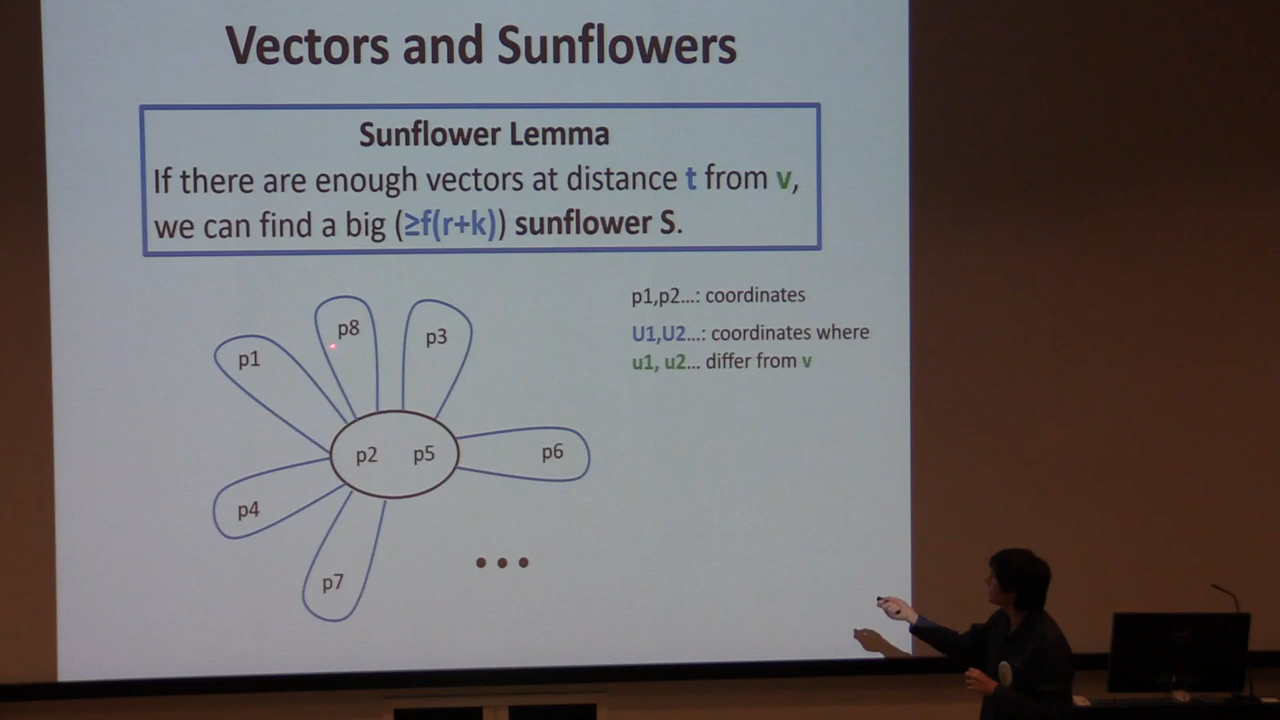 Vectors and Sunflowers
Sunflower Lemma
If there are enough vectors at distance t from v,
we can find a big (≥f(r+k)) sunflower S.
p1,p2...: coordinates
U1,U2...: coordinates where
u1, u2... differ from v
p8
p3
p1
p2 p5
p6
p4
p7
...